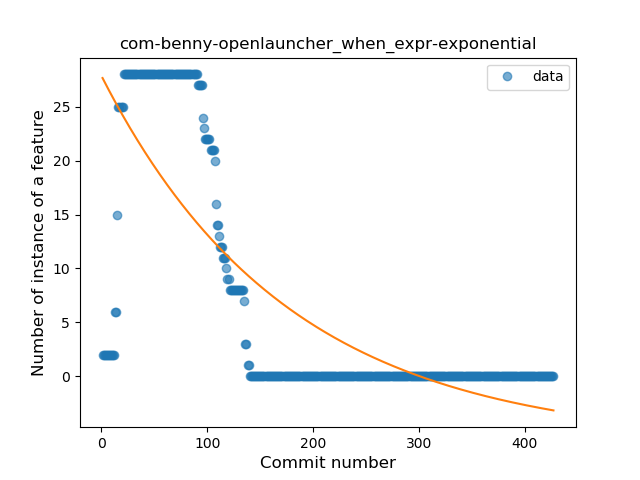 com-benny-openlauncher_when_expr-exponential
data
Number of instance of a feature
25
20
15
10
5
0
0 100 200 300 400
Commit number